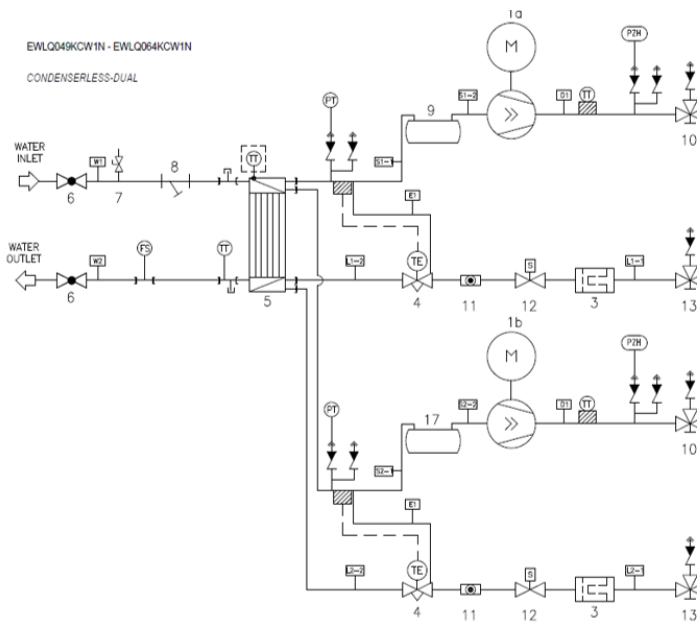 EWLQ049KCW1N - EWLQ064KCW1N
CONDENSERLESS-DUAL
1a
M
PZH
PT
9
S1-2
D1
TT
10
WATER
INLET
W1
8
TT
S1-1
6
7
E1
WATER
OUTLET
W2
FS
TT
L1-2
TE
S
L1-1
6
5
4
11
12
3
13
1b
M
PZH
PT
17
S2-2
D1
TT
10
S2-1
E1
L2-2
TE
S
L2-1
4
11
12
3
13